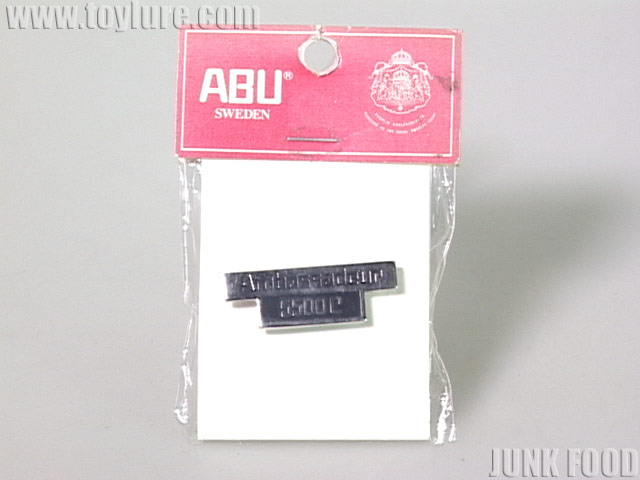 www.toylure.com
ABU®
SWEDEN
Ambassadeur
5500C
JUNK FOOD